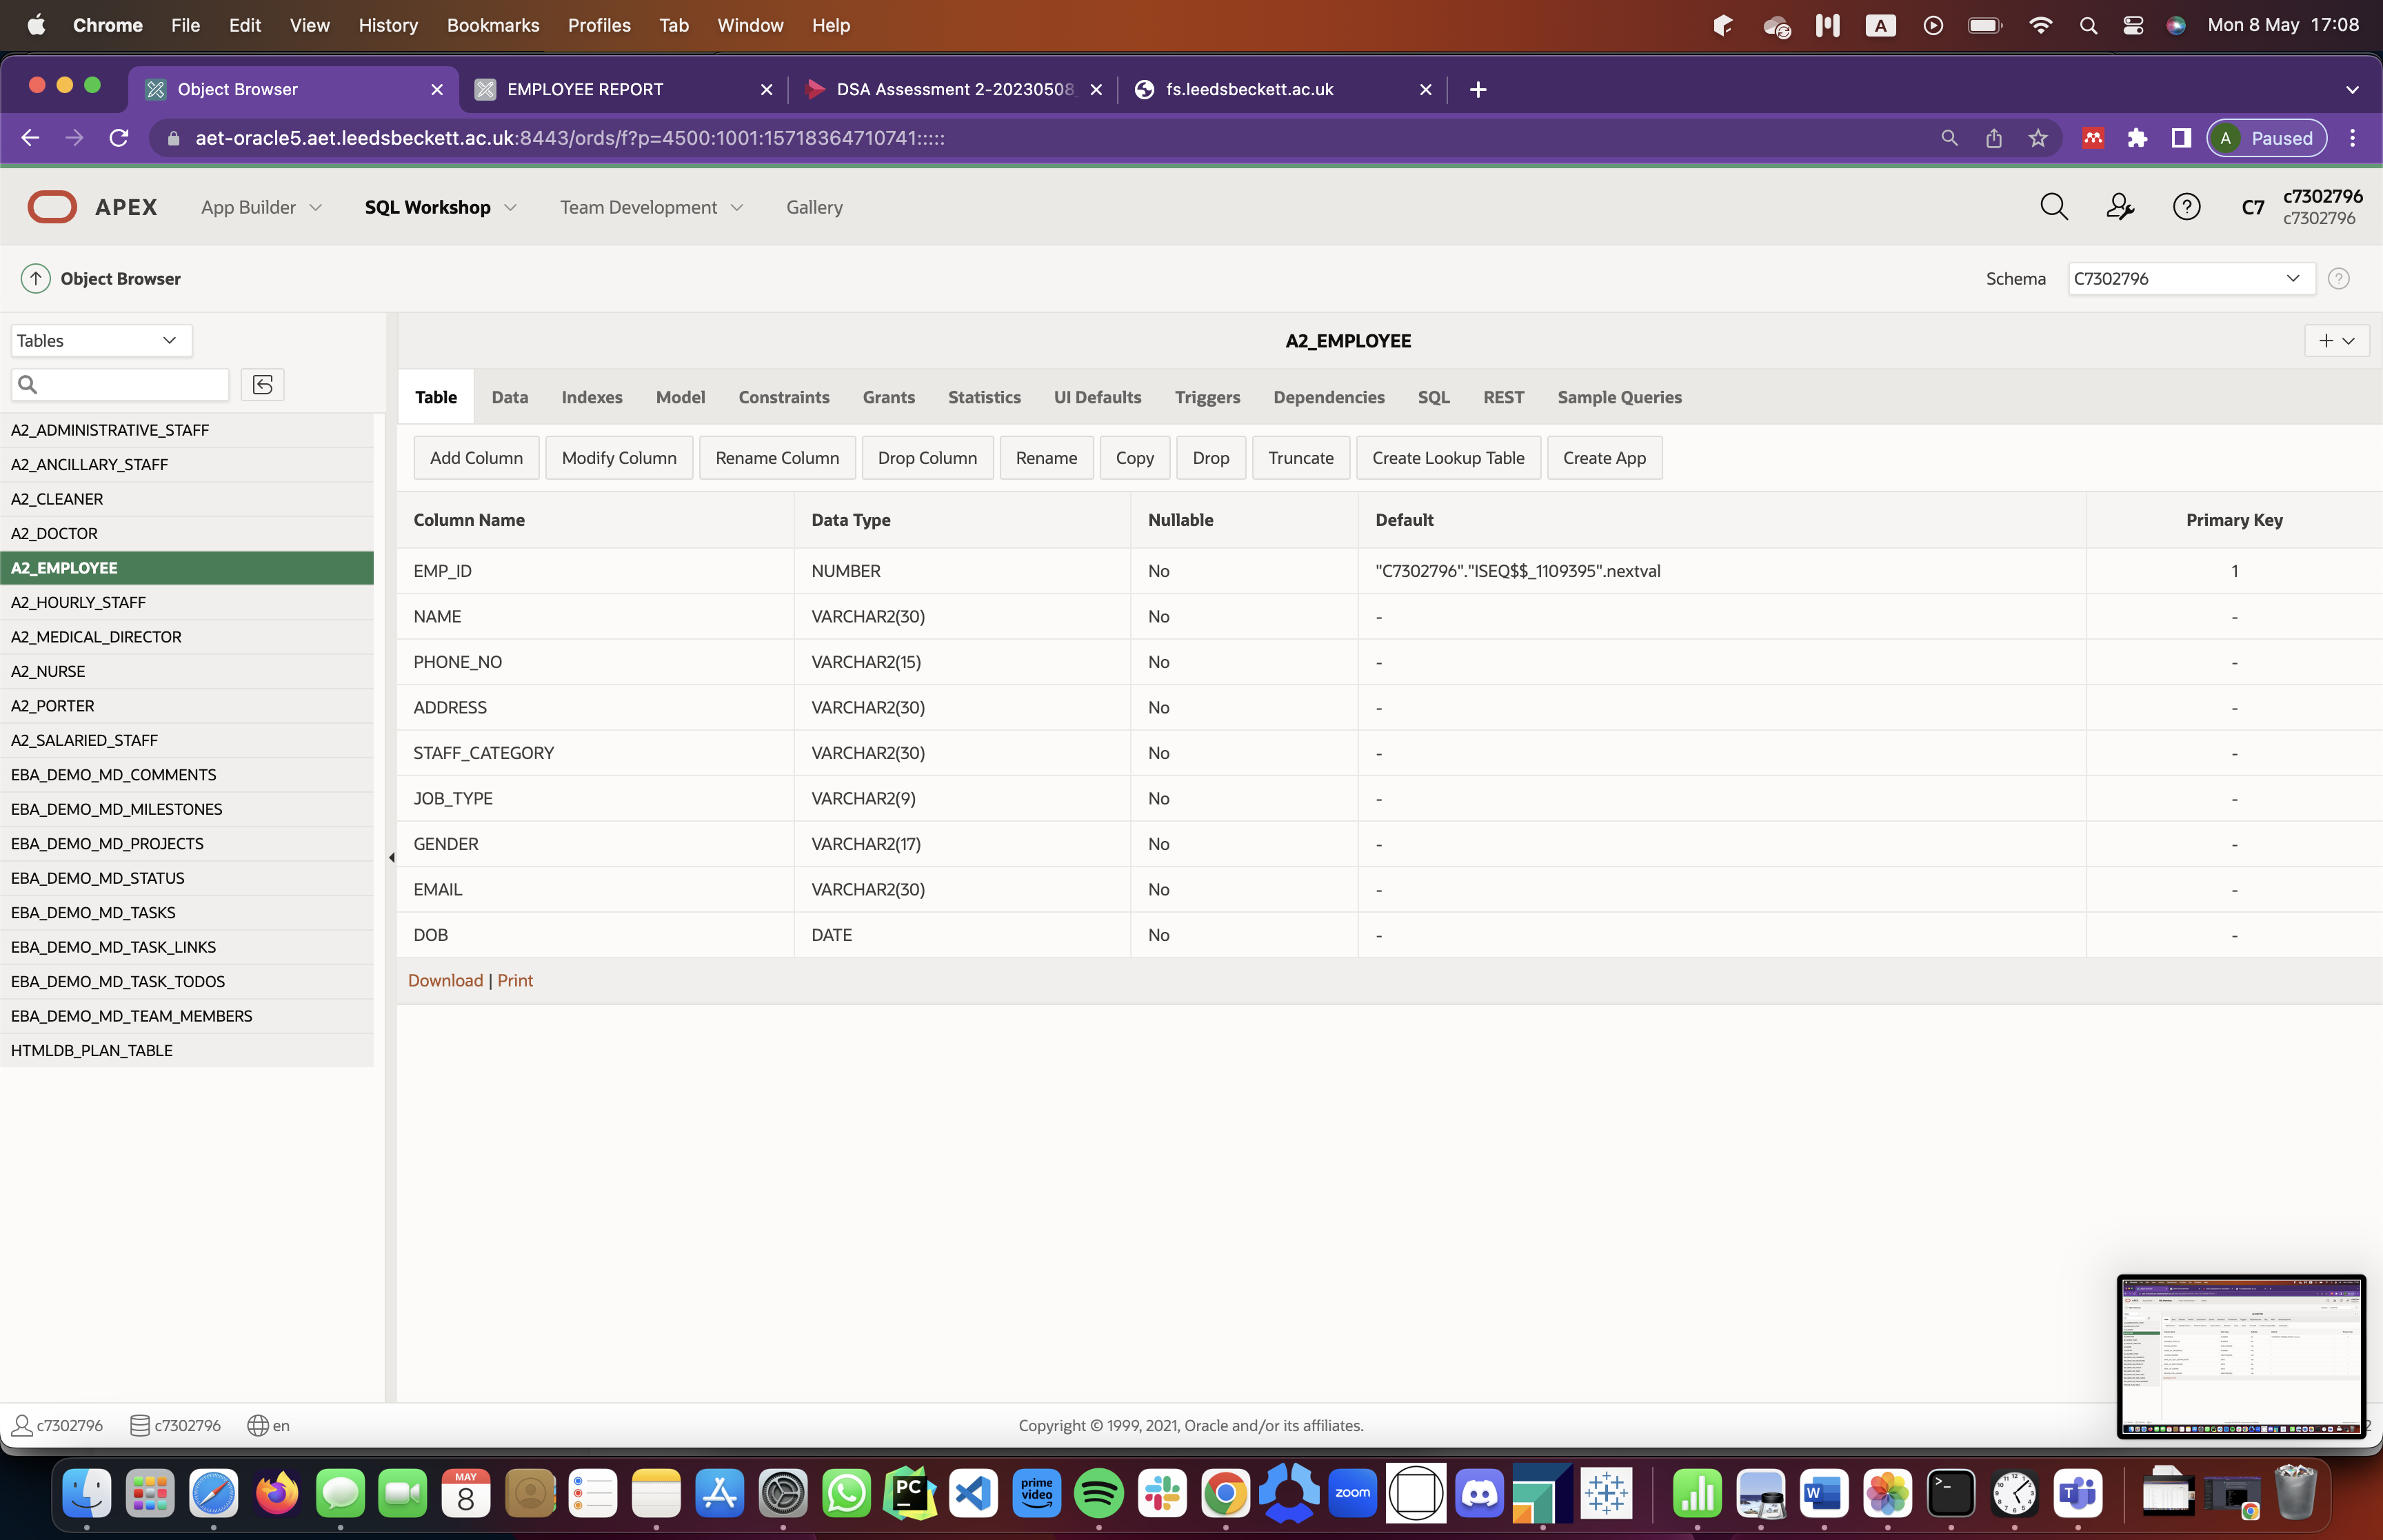 Chrome File Edit View History Bookmarks Profiles Tab Window Help A Mon 8 May 17:08
Object Browser EMPLOYEE REPORT DSA Assessment 2-20230508 fs.leedsbeckett.ac.uk
aet-oracle5.aet.leedsbeckett.ac.uk:8443/ords/f?p=4500:1001:15718364710741::::: A Paused
APEX App Builder SQL Workshop Team Development Gallery C7 c7302796
c7302796
Object Browser Schema C7302796
Tables A2_EMPLOYEE
Table Data Indexes Model Constraints Grants Statistics UI Defaults Triggers Dependencies SQL REST Sample Queries
Add Column Modify Column Rename Column Drop Column Rename Copy Drop Truncate Create Lookup Table Create App
A2_ADMINISTRATIVE_STAFF
A2_ANCILLARY_STAFF
A2_CLEANER
A2_DOCTOR
A2_EMPLOYEE
A2_HOURLY_STAFF
A2_MEDICAL_DIRECTOR
A2_NURSE
A2_PORTER
A2_SALARIED_STAFF
EBA_DEMO_MD_COMMENTS
EBA_DEMO_MD_MILESTONES
EBA_DEMO_MD_PROJECTS
EBA_DEMO_MD_STATUS
EBA_DEMO_MD_TASKS
EBA_DEMO_MD_TASK_LINKS
EBA_DEMO_MD_TASK_TODOS
EBA_DEMO_MD_TEAM_MEMBERS
HTMLDB_PLAN_TABLE
Column Name Data Type Nullable Default Primary Key
EMP_ID NUMBER No "C7302796"."ISEQ$$_1109395".nextval 1
NAME VARCHAR2(30) No - -
PHONE_NO VARCHAR2(15) No - -
ADDRESS VARCHAR2(30) No - -
STAFF_CATEGORY VARCHAR2(30) No - -
JOB_TYPE VARCHAR2(9) No - -
GENDER VARCHAR2(17) No - -
EMAIL VARCHAR2(30) No - -
DOB DATE No - -
Download | Print
c7302796 c7302796 en Copyright © 1999, 2021, Oracle and/or its affiliates. 2
MAY
8
PC
prime video
zoom
W
T